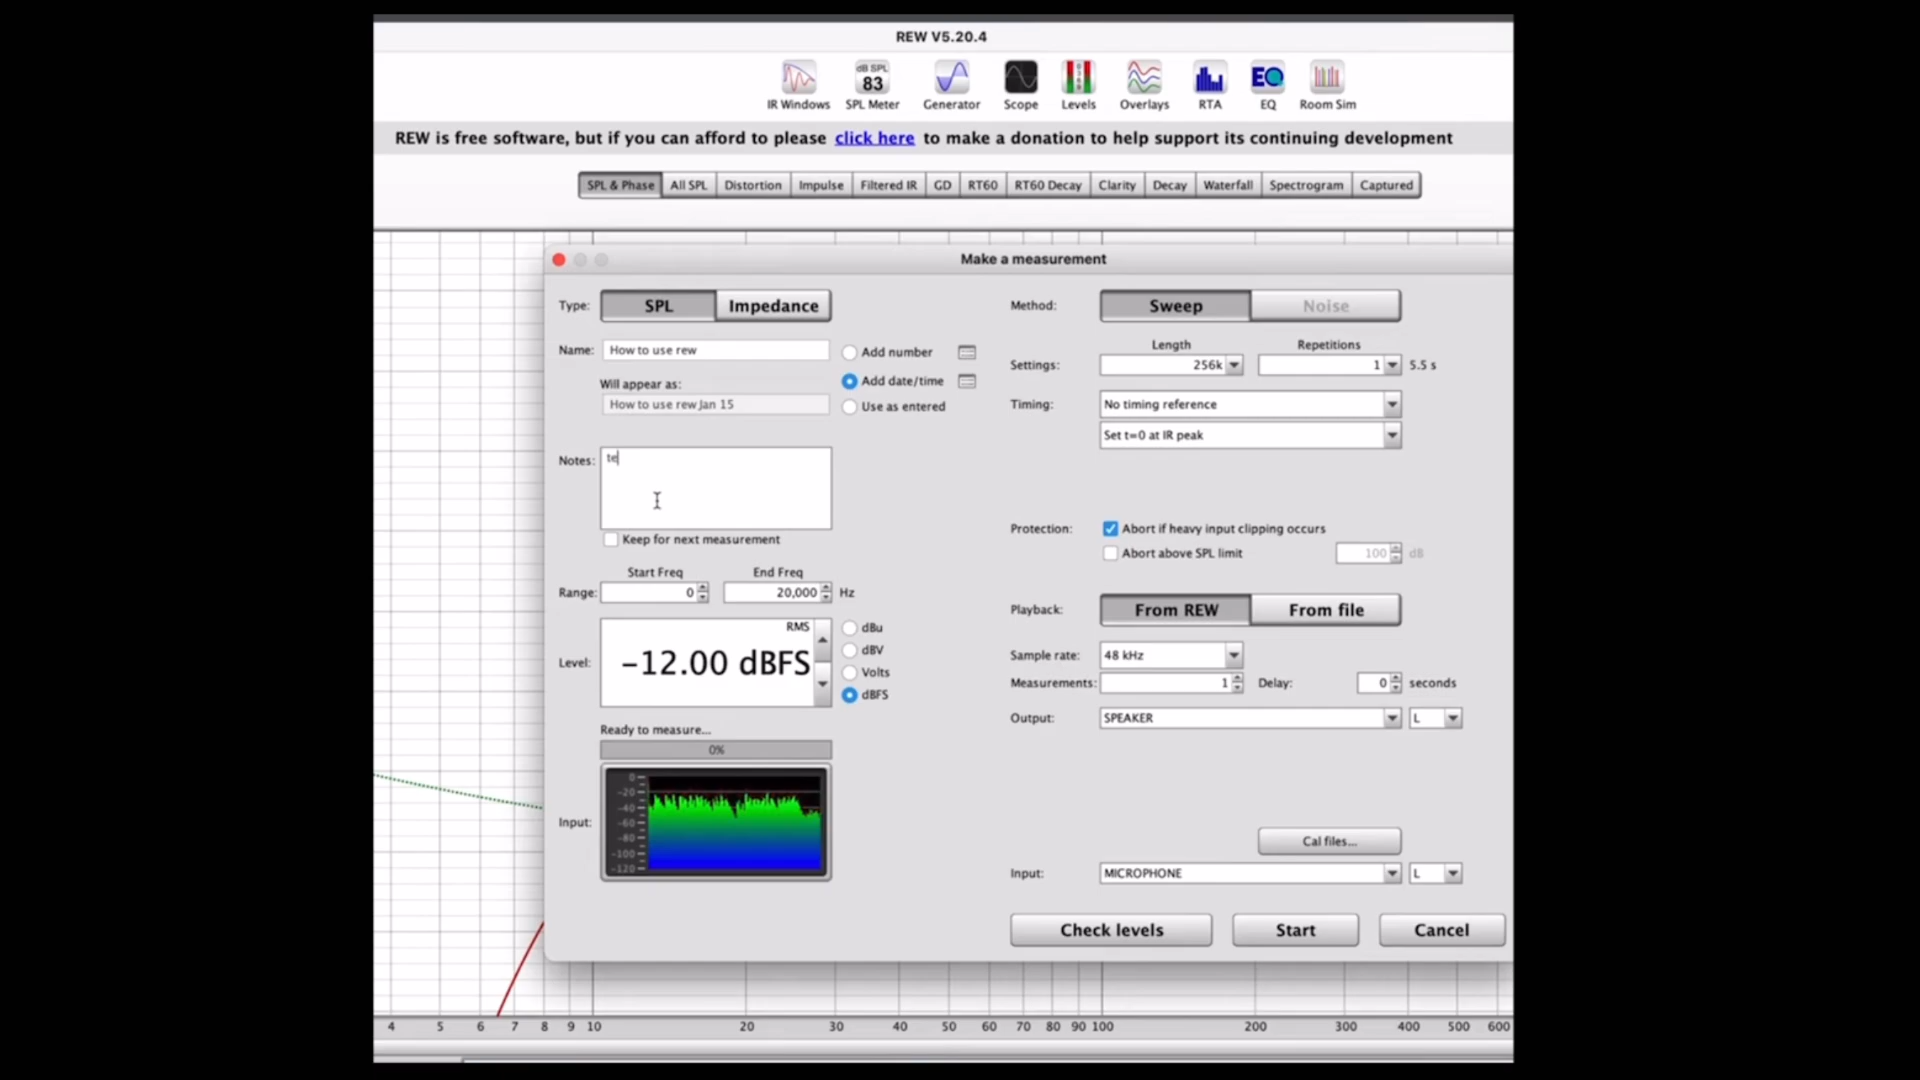 REW V5.20.4
dB SPL
83
IR Windows SPL Meter Generator Scope Levels Overlays RTA EQ Room Sim
EQ
REW is free software, but if you can afford to please click here to make a donation to help support its continuing development
SPL & Phase All SPL Distortion Impulse Filtered IR GD RT60 RT60 Decay Clarity Decay Waterfall Spectrogram Captured
Make a measurement
Type: SPL Impedance
Method: Sweep Noise
Name: How to use rew
Add number
Will appear as:
How to use rew Jan 15
Add date/time
Use as entered
Length Repetitions
Settings: 256k 1 5.5 s
Timing: No timing reference
Set t=0 at IR peak
Notes: te
Keep for next measurement
Protection: Abort if heavy input clipping occurs
Abort above SPL limit 100 dB
Start Freq End Freq
Range: 0 20,000 Hz
Playback: From REW From file
RMS
Level: -12.00 dBFS
dBu
dBV
Volts
dBFS
Sample rate: 48 kHz
Measurements: 1 Delay: 0 seconds
Output: SPEAKER L
Ready to measure...
0%
Input:
0
-20
-40
-60
-80
-100
-120
Cal files...
Input: MICROPHONE L
Check levels Start Cancel
4 5 6 7 8 9 10 20 30 40 50 60 70 80 90 100 200 300 400 500 600